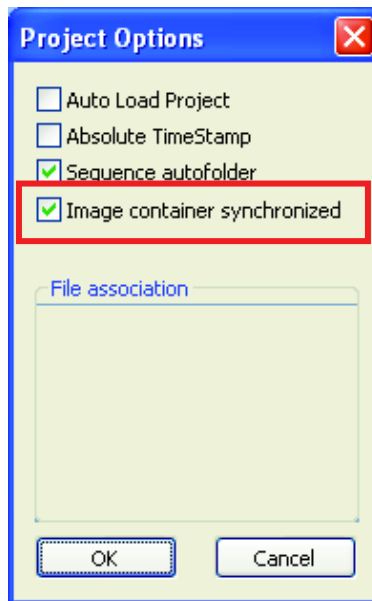 Project Options
Auto Load Project
Absolute TimeStamp
Sequence autofolder
Image container synchronized
File association
OK
Cancel